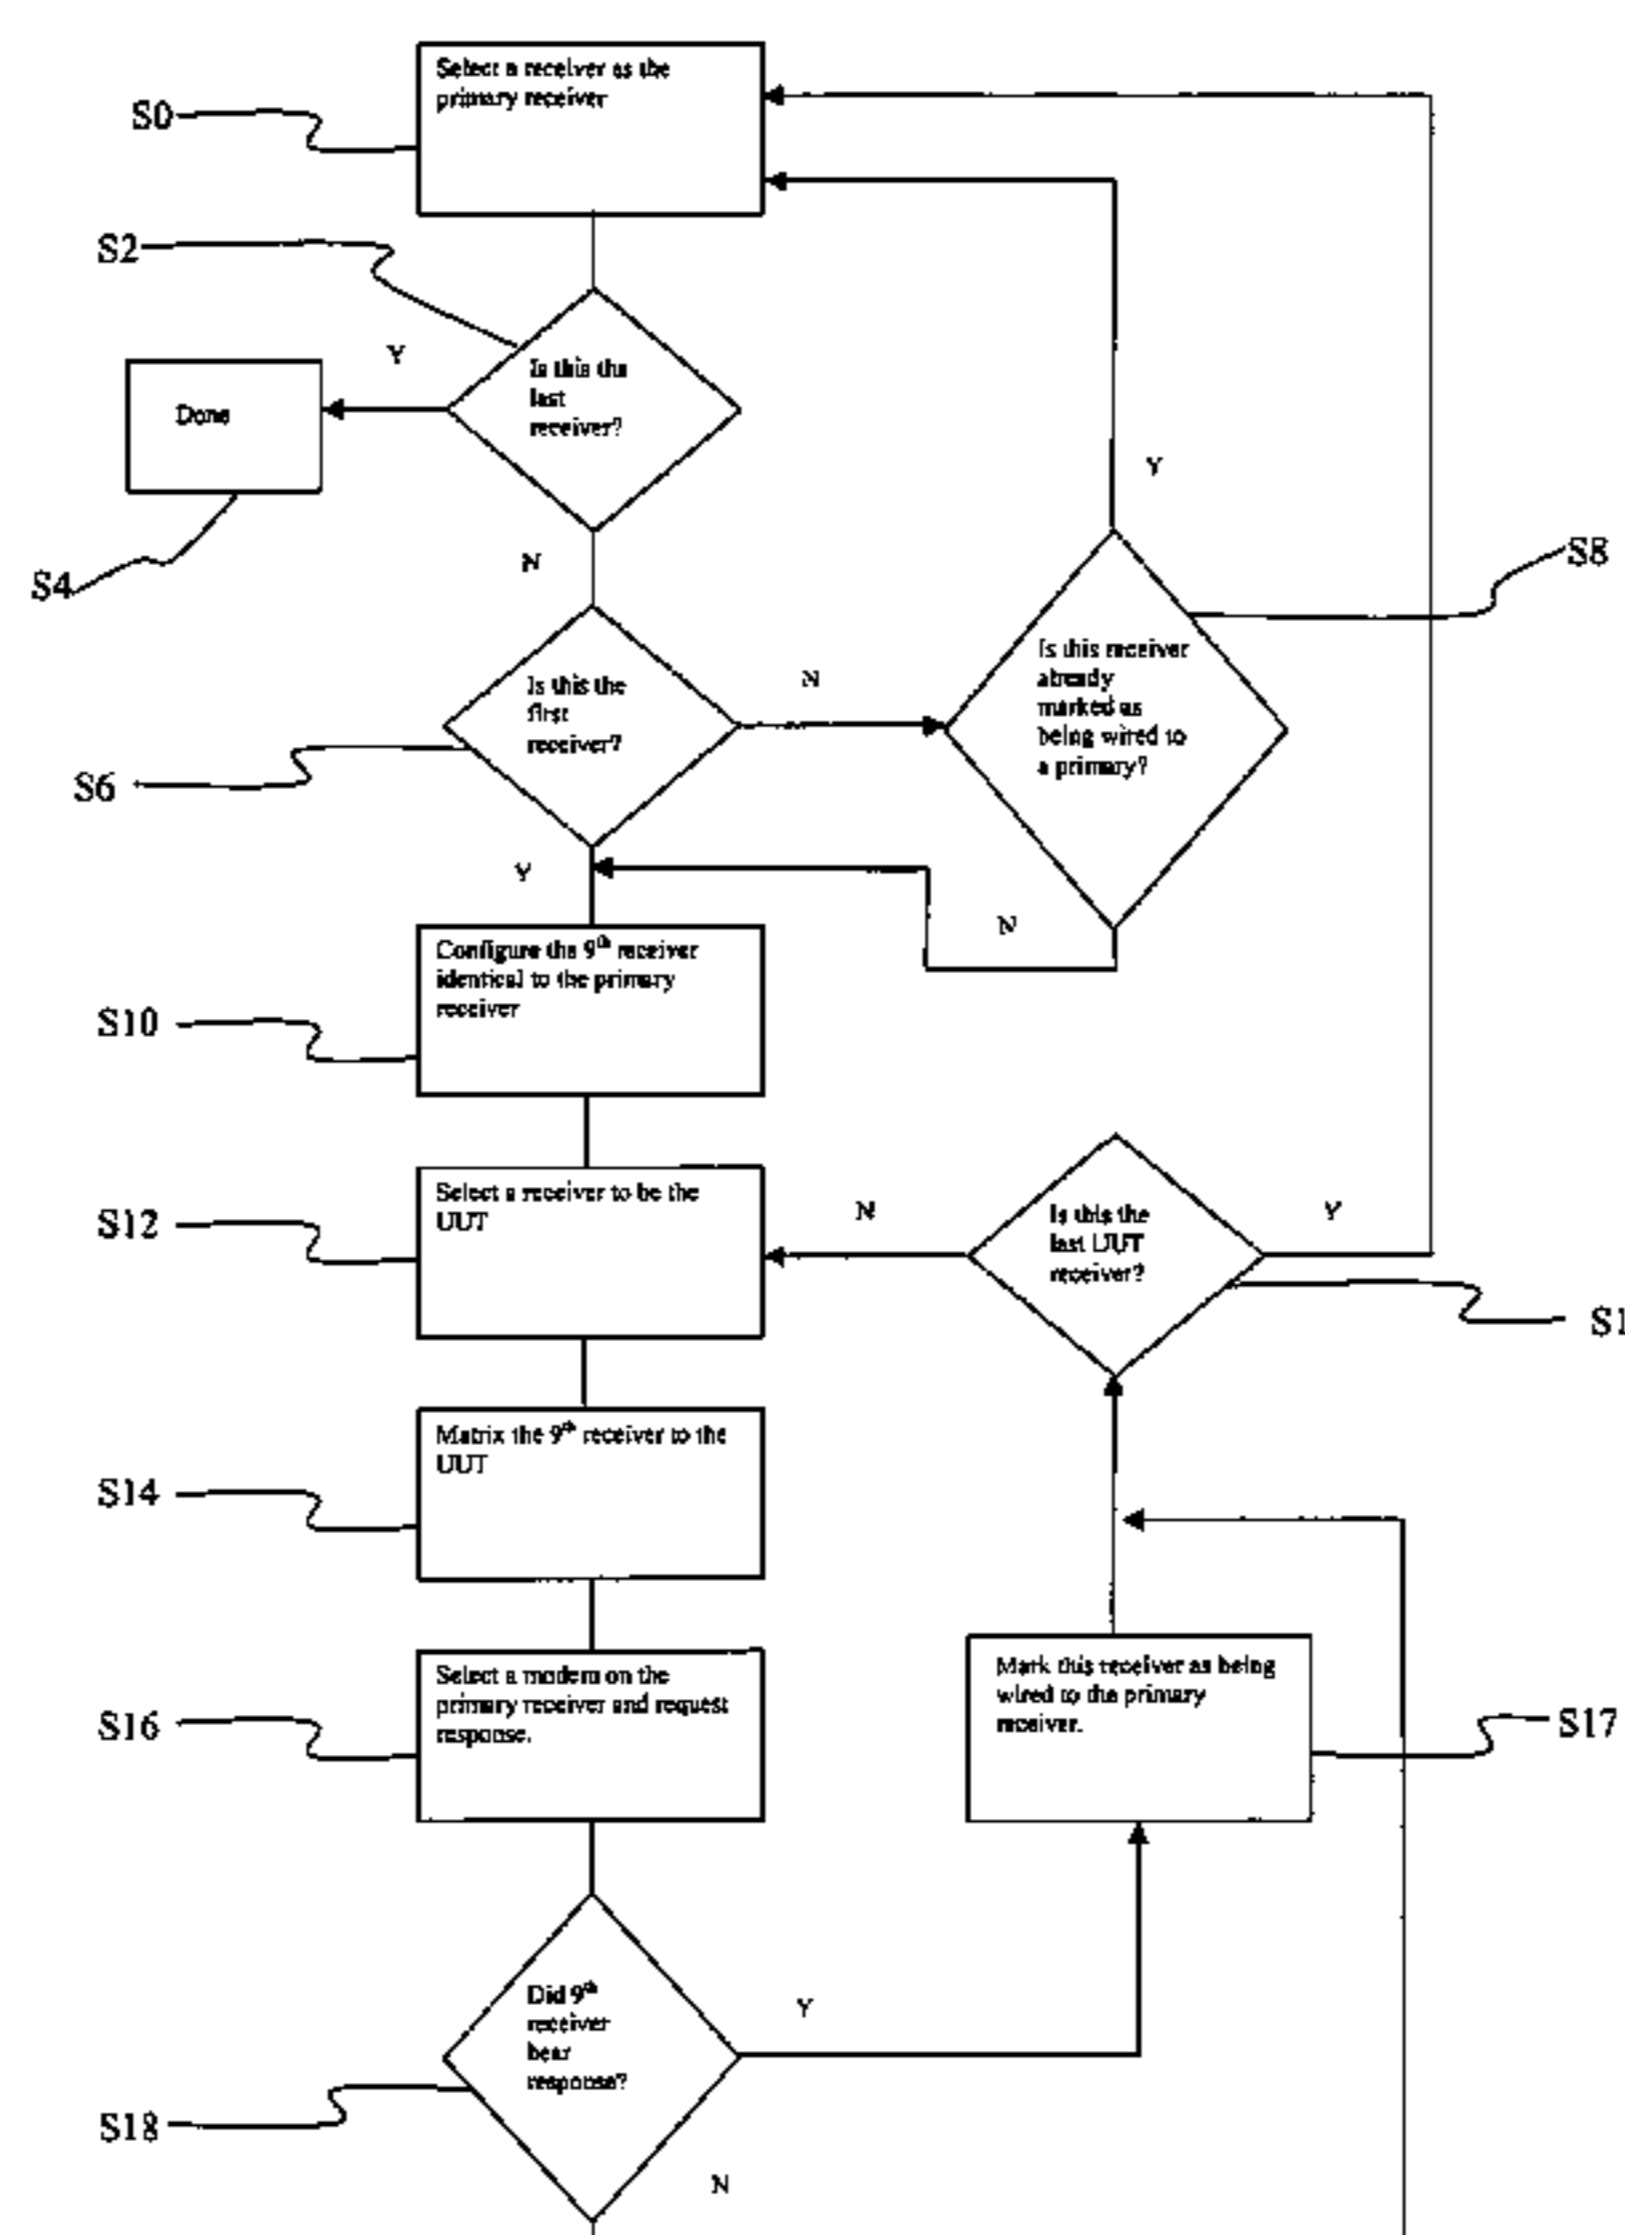 Select a receiver as the
primary receiver
S0
S2
Y
Is this the
last
receiver?
Done
S4
N
Y
S8
Is this the
first
receiver?
N
Is this receiver
already
marked as
being wired to
a primary?
S6
Y
N
Configure the 9th receiver
identical to the primary
receiver
S10
Select a receiver to be the
UUT
S12
N
Is this the
last UUT
receiver?
Y
S1
Matrix the 9th receiver to the
UUT
S14
Select a modem on the
primary receiver and request
response.
S16
Mark this receiver as being
wired to the primary
receiver.
S17
Did 9th
receiver
hear
response?
Y
S18
N